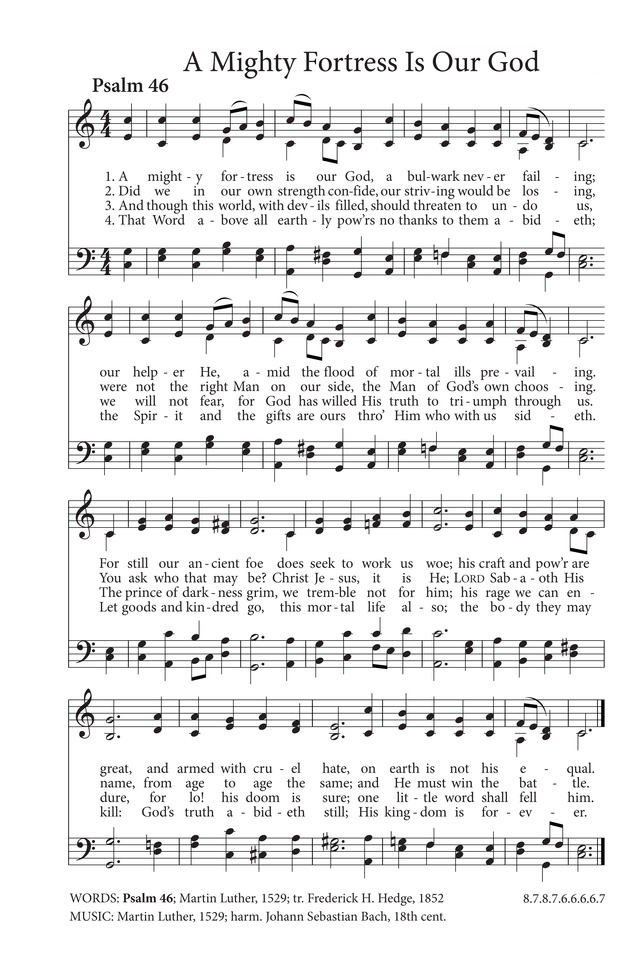 A Mighty Fortress Is Our God
Psalm 46
1. A might - y for - tress is our God, a bul - wark nev - er fail - ing;
2. Did we in our own strength con - fide, our striv - ing would be los - ing,
3. And though this world, with dev - ils filled, should threaten to un - do us,
4. That Word a - bove all earth - ly pow'rs no thanks to them a - bid - eth;
our help - er He, a - mid the flood of mor - tal ills pre - vail - ing.
were not the right Man on our side, the Man of God's own choos - ing.
we will not fear, for God has willed His truth to tri - umph through us.
the Spir - it and the gifts are ours thro' Him who with us sid - eth.
For still our an - cient foe does seek to work us woe; his craft and pow'r are
You ask who that may be? Christ Je - sus, it is He; LORD Sab - a - oth His
The prince of dark - ness grim, we trem - ble not for him; his rage we can en -
Let goods and kin - dred go, this mor - tal life al - so; the bo - dy they may
great, and armed with cru - el hate, on earth is not his e - qual.
name, from age to age the same; and He must win the bat - tle.
dure, for lo! his doom is sure; one lit - tle word shall fell him.
kill: God's truth a - bid - eth still; His king - dom is for - ev - er.
WORDS: Psalm 46; Martin Luther, 1529; tr. Frederick H. Hedge, 1852 8.7.8.7.6.6.6.6.7
MUSIC: Martin Luther, 1529; harm. Johann Sebastian Bach, 18th cent.